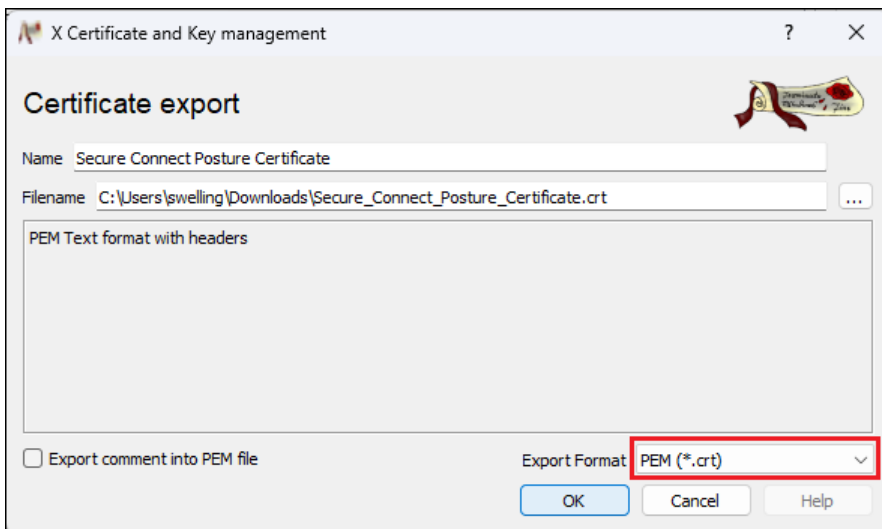 X Certificate and Key management ?
Certificate export
Name Secure Connect Posture Certificate
Filename C:\Users\swelling\Downloads\Secure_Connect_Posture_Certificate.crt ...
PEM Text format with headers
Export comment into PEM file Export Format PEM (*.crt)
OK Cancel Help